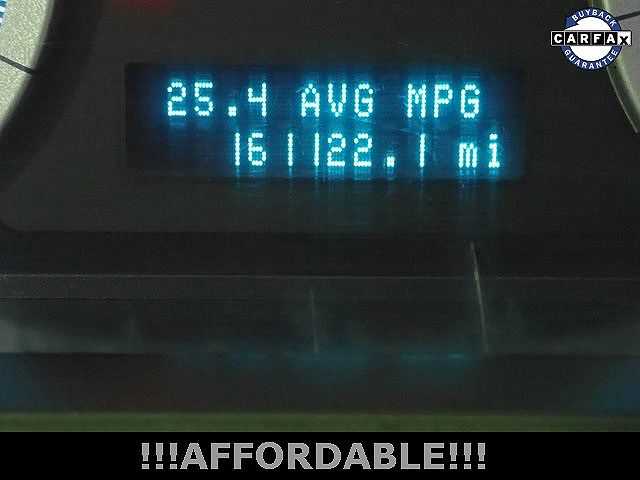 BUYBACK
CARFAX
GUARANTEE
25.4 AVG MPG
161122.1 mi
!!!AFFORDABLE!!!